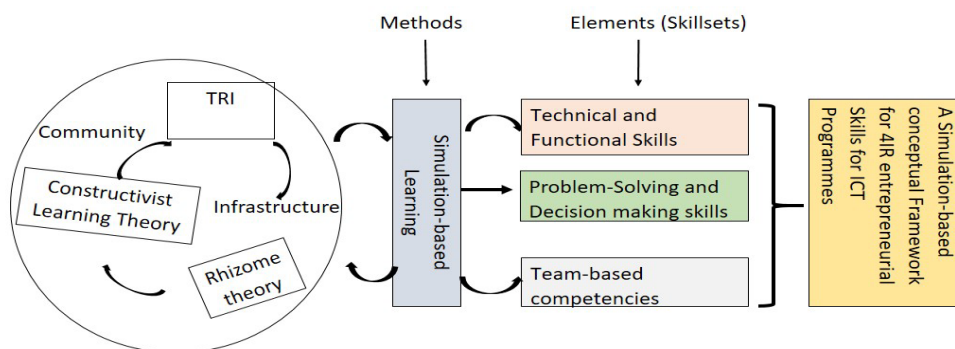 Methods
Elements (Skillsets)
TRI
Community
Constructivist
Learning Theory
Infrastructure
Rhizome
theory
Simulation-based
Learning
Technical and
Functional Skills
Problem-Solving and
Decision making skills
Team-based
competencies
A Simulation-based
conceptual Framework
for 4IR entrepreneurial
Skills for ICT
Programmes